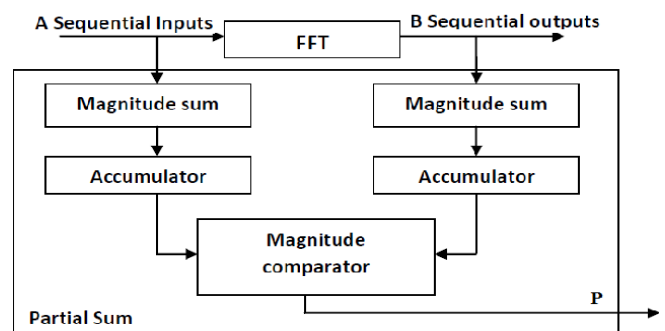 A Sequential Inputs
B Sequential outputs
FFT
Magnitude sum
Magnitude sum
Accumulator
Accumulator
Magnitude
comparator
P
Partial Sum